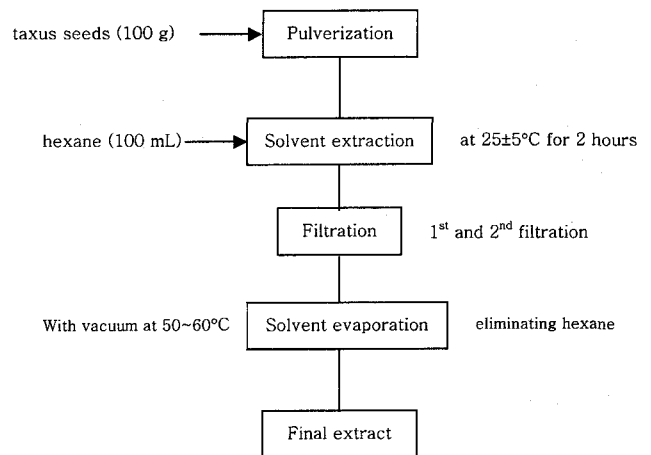 taxus seeds (100 g)
Pulverization
hexane (100 mL)
Solvent extraction
at 25±5°C for 2 hours
Filtration
1st and 2nd filtration
With vacuum at 50~60°C
Solvent evaporation
eliminating hexane
Final extract